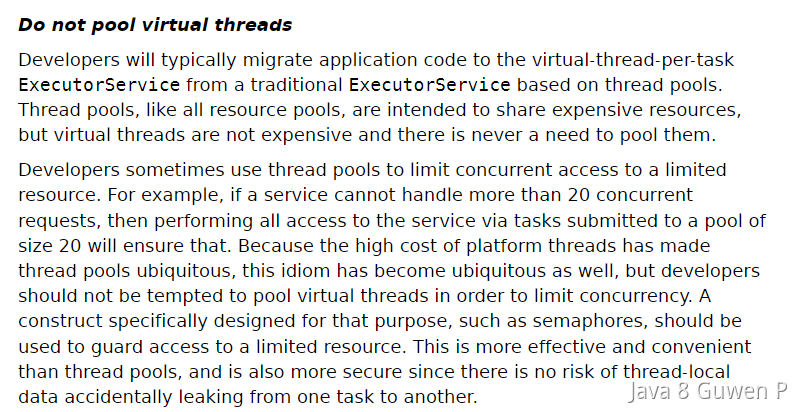 Do not pool virtual threads
Developers will typically migrate application code to the virtual-thread-per-task
ExecutorService from a traditional ExecutorService based on thread pools.
Thread pools, like all resource pools, are intended to share expensive resources,
but virtual threads are not expensive and there is never a need to pool them.
Developers sometimes use thread pools to limit concurrent access to a limited
resource. For example, if a service cannot handle more than 20 concurrent
requests, then performing all access to the service via tasks submitted to a pool of
size 20 will ensure that. Because the high cost of platform threads has made
thread pools ubiquitous, this idiom has become ubiquitous as well, but developers
should not be tempted to pool virtual threads in order to limit concurrency. A
construct specifically designed for that purpose, such as semaphores, should be
used to guard access to a limited resource. This is more effective and convenient
than thread pools, and is also more secure since there is no risk of thread-local
data accidentally leaking from one task to another.
Java 8 Guwen P